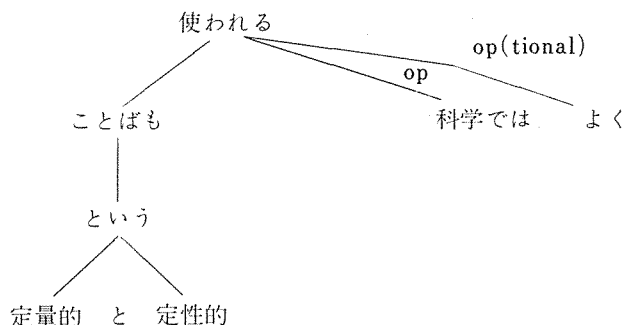 使われる
op(tional)
op
ことばも 科学では よく
という
定量的 と 定性的